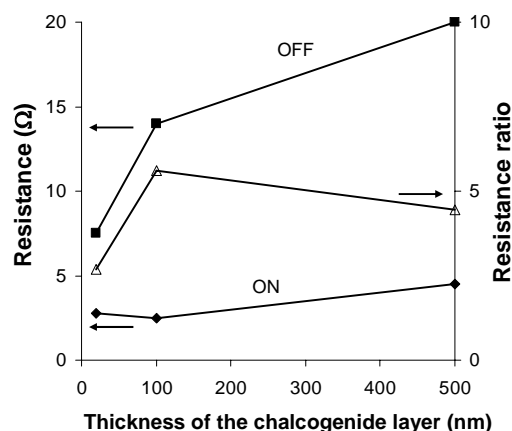 20
15
10
5
0
Resistance (Ω)
OFF
ON
10
5
0
Resistance ratio
0
100
200
300
400
500
Thickness of the chalcogenide layer (nm)